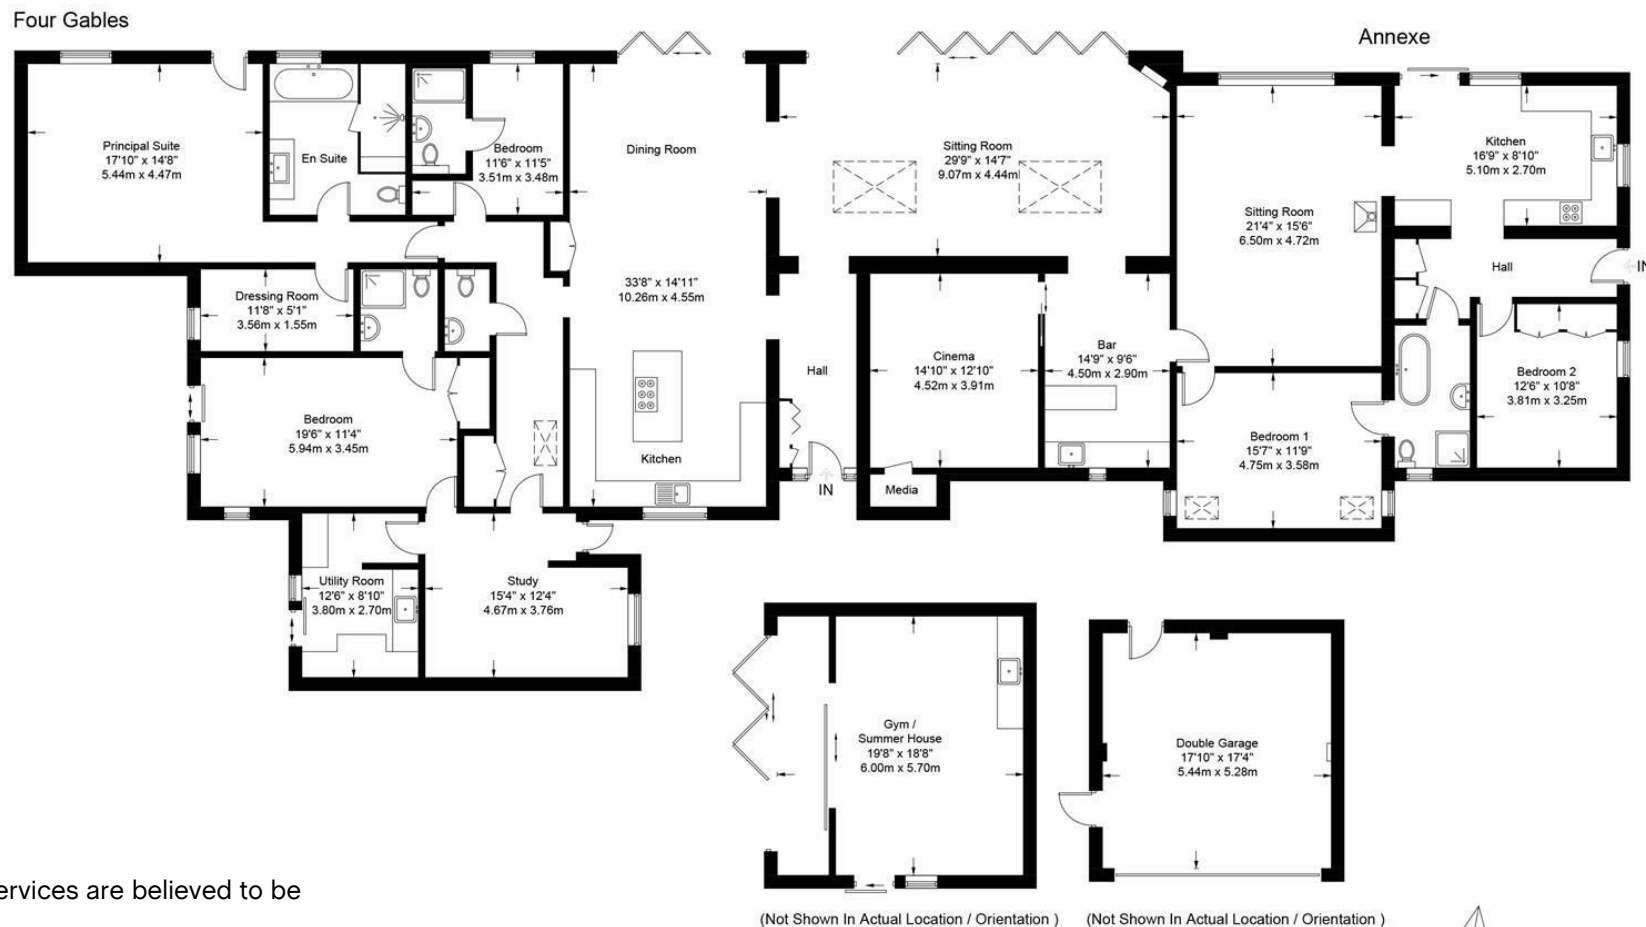 Four Gables
Annexe
Principal Suite
17'10" x 14'8"
5.44m x 4.47m
En Suite
Bedroom
11'6" x 11'5"
3.51m x 3.48m
Dining Room
33'8" x 14'11"
10.26m x 4.55m
Kitchen
Sitting Room
29'9" x 14'7"
9.07m x 4.44m
Sitting Room
21'4" x 15'6"
6.50m x 4.72m
Kitchen
16'9" x 8'10"
5.10m x 2.70m
Hall
IN
Dressing Room
11'8" x 5'1"
3.56m x 1.55m
Bedroom
19'6" x 11'4"
5.94m x 3.45m
Hall
IN
Cinema
14'10" x 12'10"
4.52m x 3.91m
Media
Bar
14'9" x 9'6"
4.50m x 2.90m
Bedroom 1
15'7" x 11'9"
4.75m x 3.58m
Bedroom 2
12'6" x 10'8"
3.81m x 3.25m
Utility Room
12'6" x 8'10"
3.80m x 2.70m
Study
15'4" x 12'4"
4.67m x 3.76m
Gym /
Summer House
19'8" x 18'8"
6.00m x 5.70m
Double Garage
17'10" x 17'4"
5.44m x 5.28m
ervices are believed to be
(Not Shown In Actual Location / Orientation )
(Not Shown In Actual Location / Orientation )